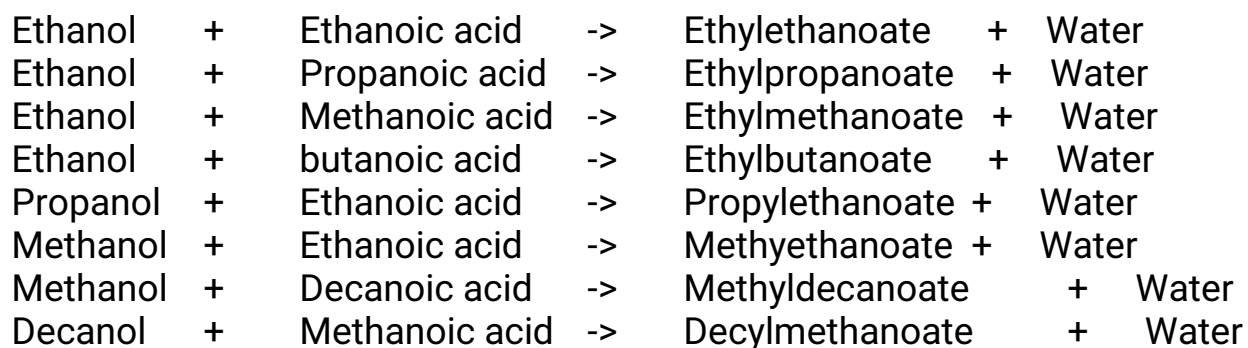 Ethanol + Ethanoic acid -> Ethylethanoate + Water
Ethanol + Propanoic acid -> Ethylpropanoate + Water
Ethanol + Methanoic acid -> Ethylmethanoate + Water
Ethanol + butanoic acid -> Ethylbutanoate + Water
Propanol + Ethanoic acid -> Propylethanoate + Water
Methanol + Ethanoic acid -> Methyethanoate + Water
Methanol + Decanoic acid -> Methyldecanoate + Water
Decanol + Methanoic acid -> Decylmethanoate + Water